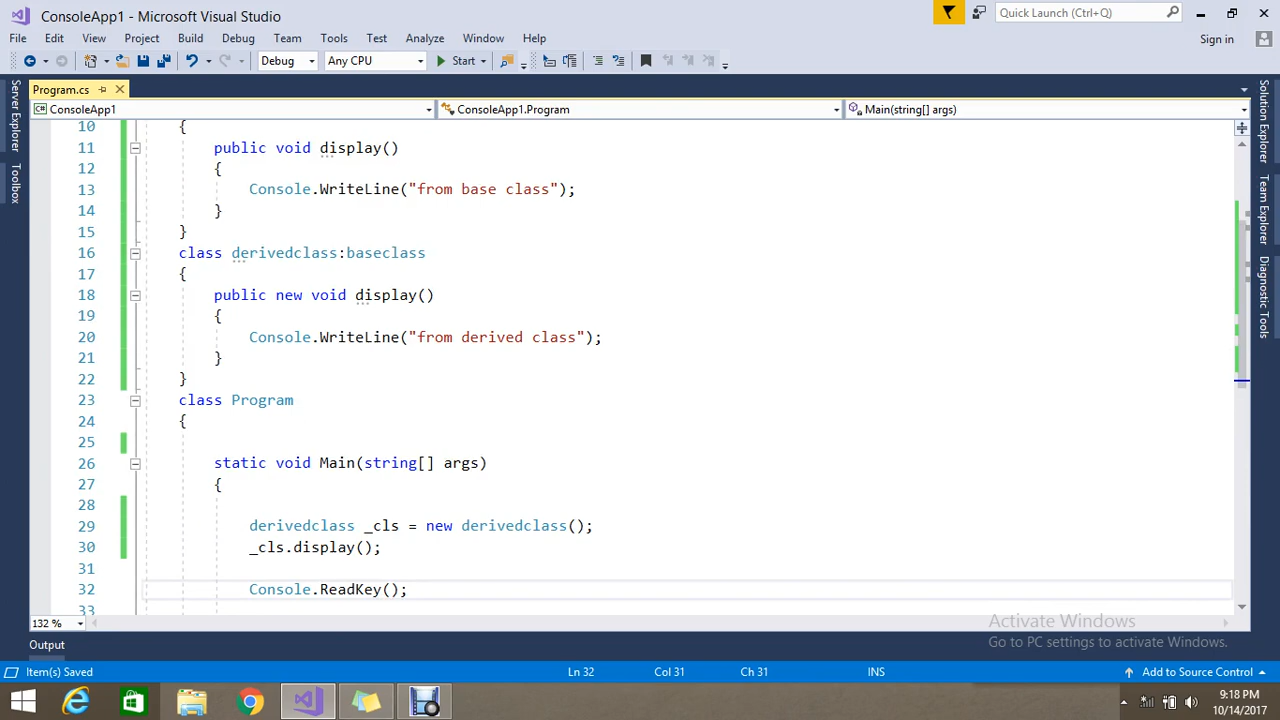 ConsoleApp1 - Microsoft Visual Studio
Quick Launch (Ctrl+Q)
File Edit View Project Build Debug Team Tools Test Analyze Window Help
Sign in
Debug Any CPU Start
Program.cs
ConsoleApp1 ConsoleApp1.Program Main(string[] args)
Server Explorer
Toolbox
Solution Explorer
Team Explorer
Diagnostic Tools
10 {
11 public void display()
12 {
13 Console.WriteLine("from base class");
14 }
15 }
16 class derivedclass:baseclass
17 {
18 public new void display()
19 {
20 Console.WriteLine("from derived class");
21 }
22 }
23 class Program
24 {
25
26 static void Main(string[] args)
27 {
28
29 derivedclass _cls = new derivedclass();
30 _cls.display();
31
32 Console.ReadKey();
33
132 %
Activate Windows
Go to PC settings to activate Windows.
Output
Item(s) Saved Ln 32 Col 31 Ch 31 INS Add to Source Control
9:18 PM
10/14/2017